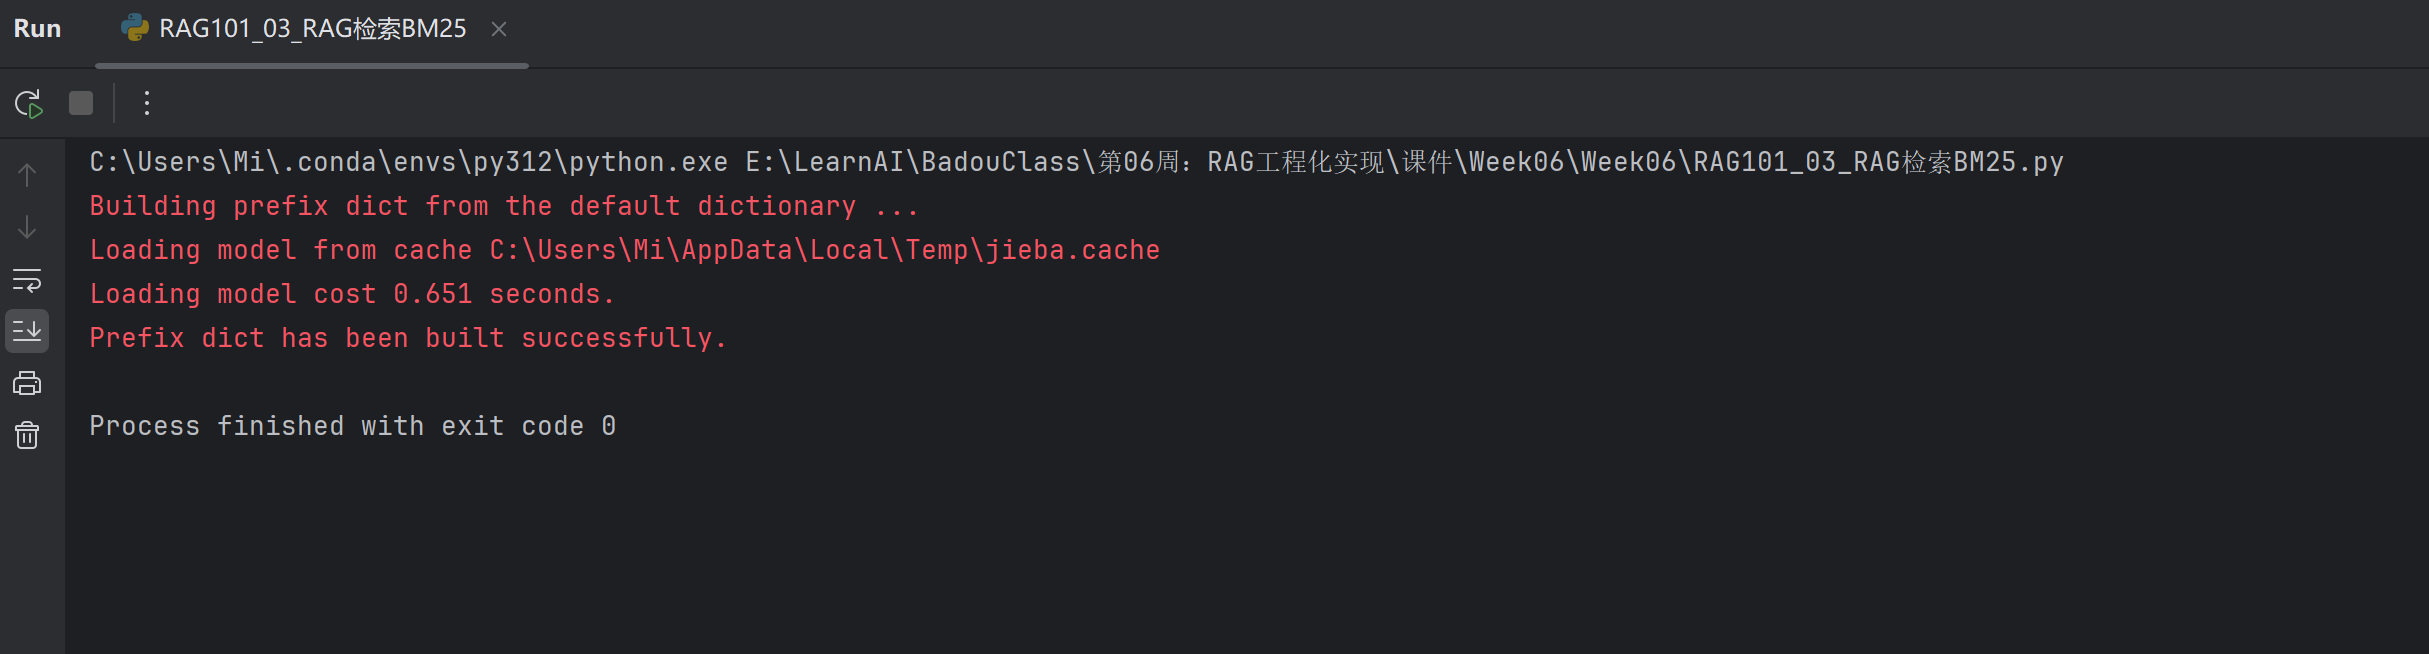 Run RAG101_03_RAG检索BM25
C:\Users\Mi\.conda\envs\py312\python.exe E:\LearnAI\BadouClass\第06周：RAG工程化实现\课件\Week06\Week06\RAG101_03_RAG检索BM25.py
Building prefix dict from the default dictionary ...
Loading model from cache C:\Users\Mi\AppData\Local\Temp\jieba.cache
Loading model cost 0.651 seconds.
Prefix dict has been built successfully.
Process finished with exit code 0